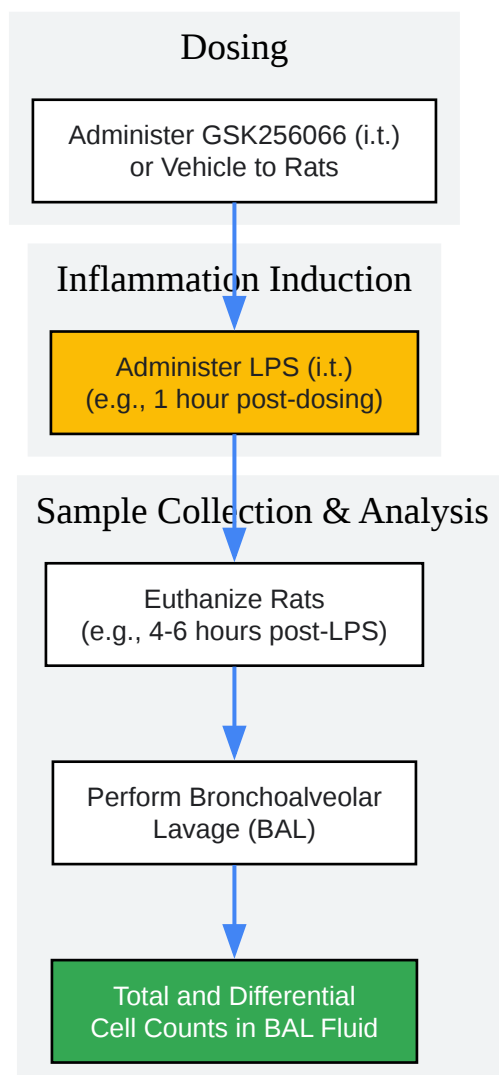 Dosing
Administer GSK256066 (i.t.)
or Vehicle to Rats
Inflammation Induction
Administer LPS (i.t.)
(e.g., 1 hour post-dosing)
Sample Collection & Analysis
Euthanize Rats
(e.g., 4-6 hours post-LPS)
Perform Bronchoalveolar
Lavage (BAL)
Total and Differential
Cell Counts in BAL Fluid